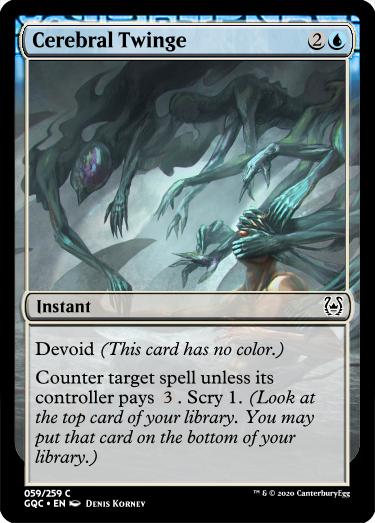 Cerebral Twinge 2
Instant
Devoid (This card has no color.)
Counter target spell unless its
controller pays 3 . Scry 1. (Look at
the top card of your library. You may
put that card on the bottom of your
library.)
059/259 C
GQC • EN Denis Kornev
™ & © 2020 CanterburyEgg